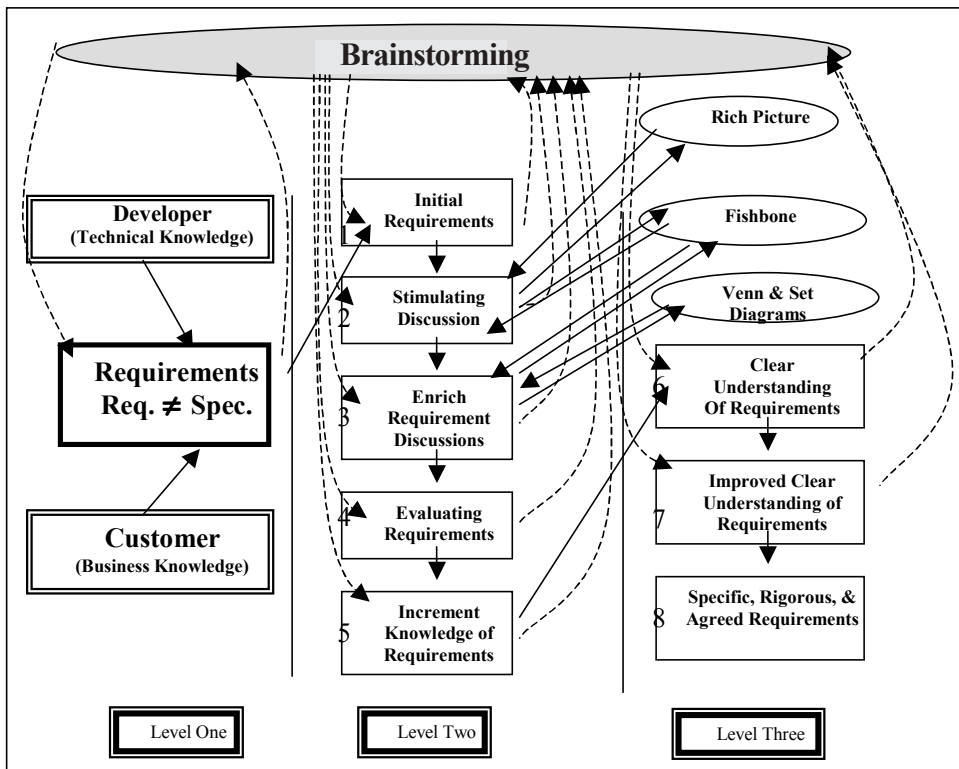 Brainstorming
Developer
(Technical Knowledge)
Requirements
Req. ≠ Spec.
Customer
(Business Knowledge)
Level One
1
Initial
Requirements
2
Stimulating
Discussion
3
Enrich
Requirement
Discussions
4
Evaluating
Requirements
5
Increment
Knowledge of
Requirements
Level Two
Rich Picture
Fishbone
Venn & Set
Diagrams
6
Clear
Understanding
Of Requirements
7
Improved Clear
Understanding of
Requirements
8
Specific, Rigorous, &
Agreed Requirements
Level Three